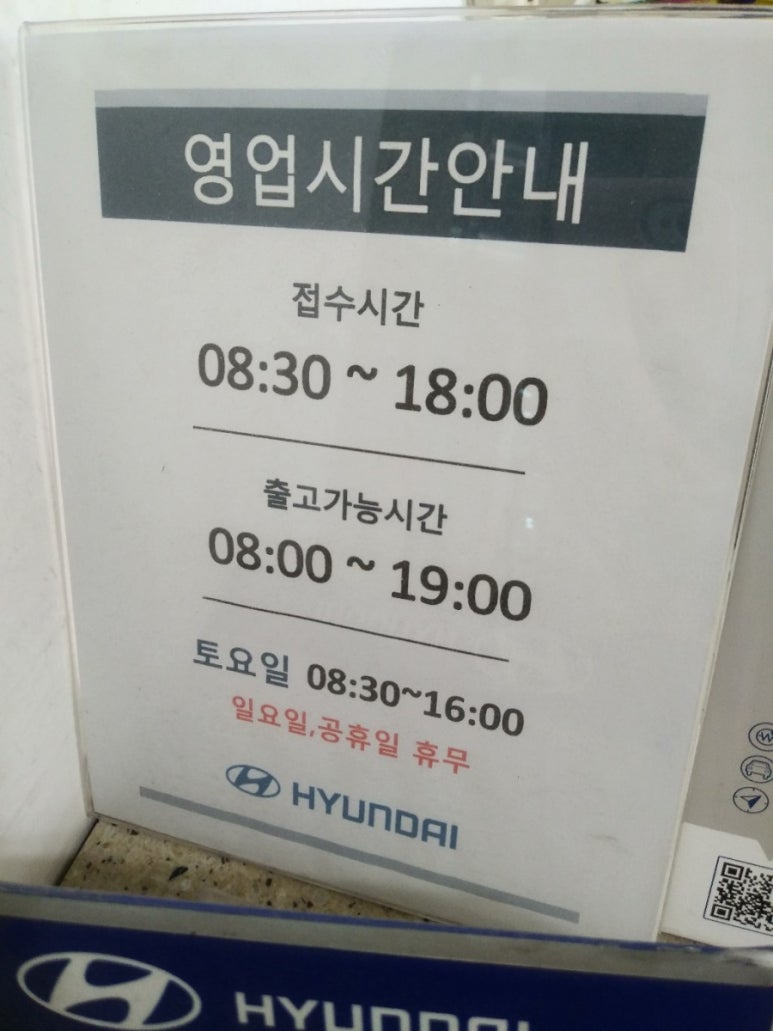 영업시간안내
접수시간
08:30 ~ 18:00
출고가능시간
08:00 ~ 19:00
토요일 08:30~16:00
일요일,공휴일 휴무
HYUNDAI
HYUNDAI